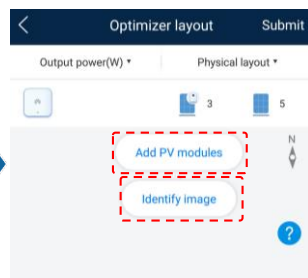 Optimizer layout Submit
Output power(W) Physical layout
3 5
Add PV modules
N
Identify image
?